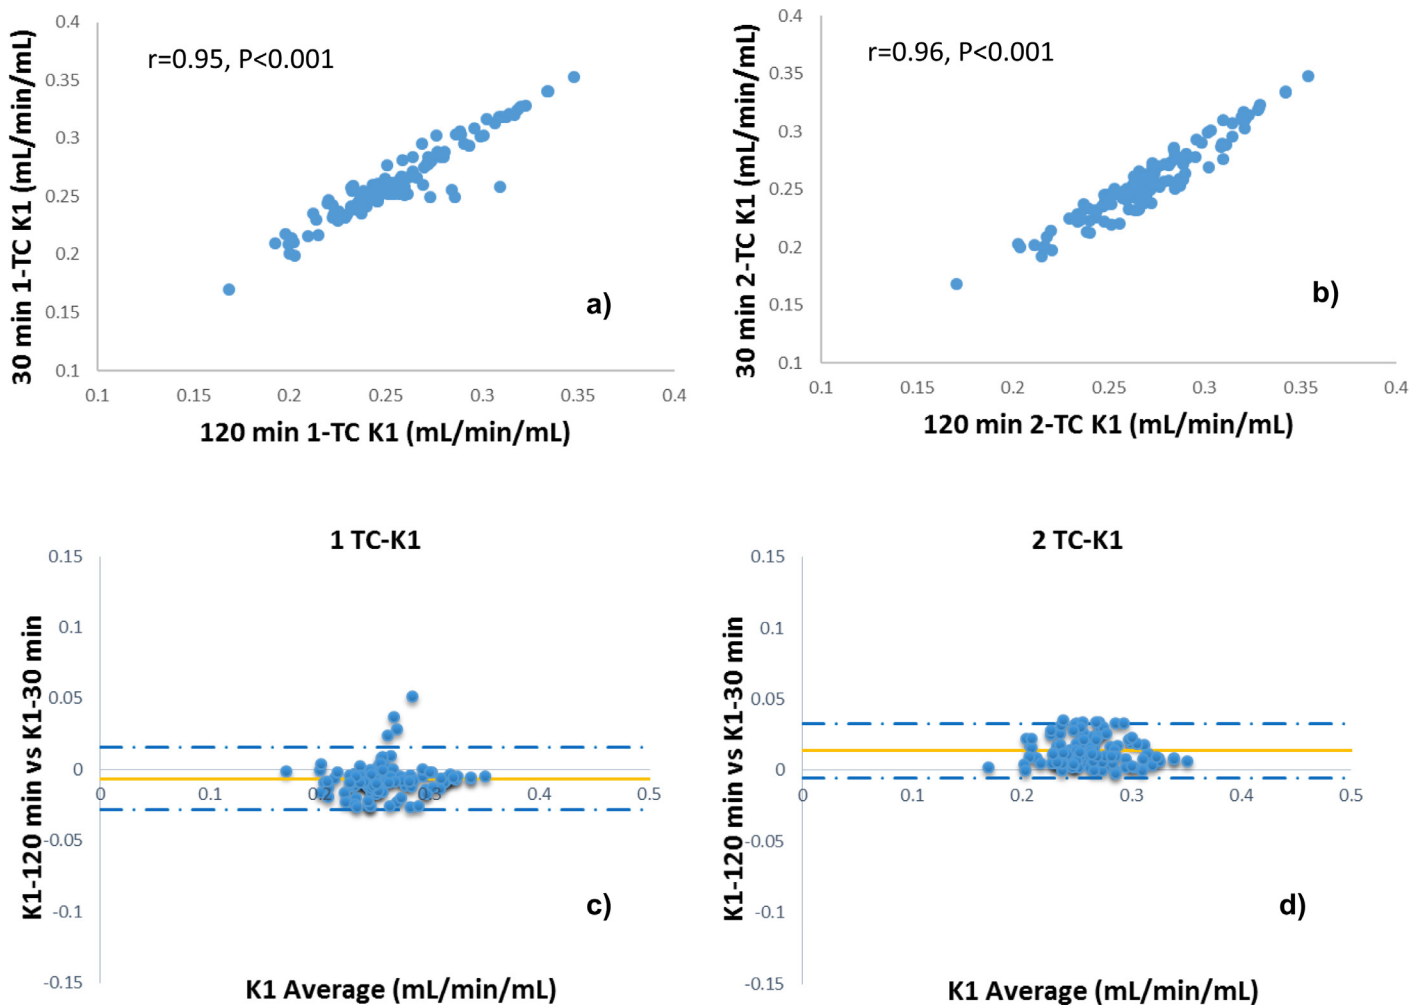 30 min 1-TC K1 (mL/min/mL)
0.4
0.35
0.3
0.25
0.2
0.15
0.1
r=0.95, P<0.001
a)
0.1 0.15 0.2 0.25 0.3 0.35 0.4
120 min 1-TC K1 (mL/min/mL)
30 min 2-TC K1 (mL/min/mL)
0.4
0.35
0.3
0.25
0.2
0.15
0.1
r=0.96, P<0.001
b)
0.1 0.15 0.2 0.25 0.3 0.35 0.4
120 min 2-TC K1 (mL/min/mL)
1 TC-K1
K1-120 min vs K1-30 min
0.15
0.1
0.05
0
-0.05
-0.1
-0.15
0 0.1 0.2 0.3 0.4 0.5
c)
K1 Average (mL/min/mL)
2 TC-K1
K1-120 min vs K1-30 min
0.15
0.1
0.05
0
-0.05
-0.1
-0.15
0 0.1 0.2 0.3 0.4 0.5
d)
K1 Average (mL/min/mL)